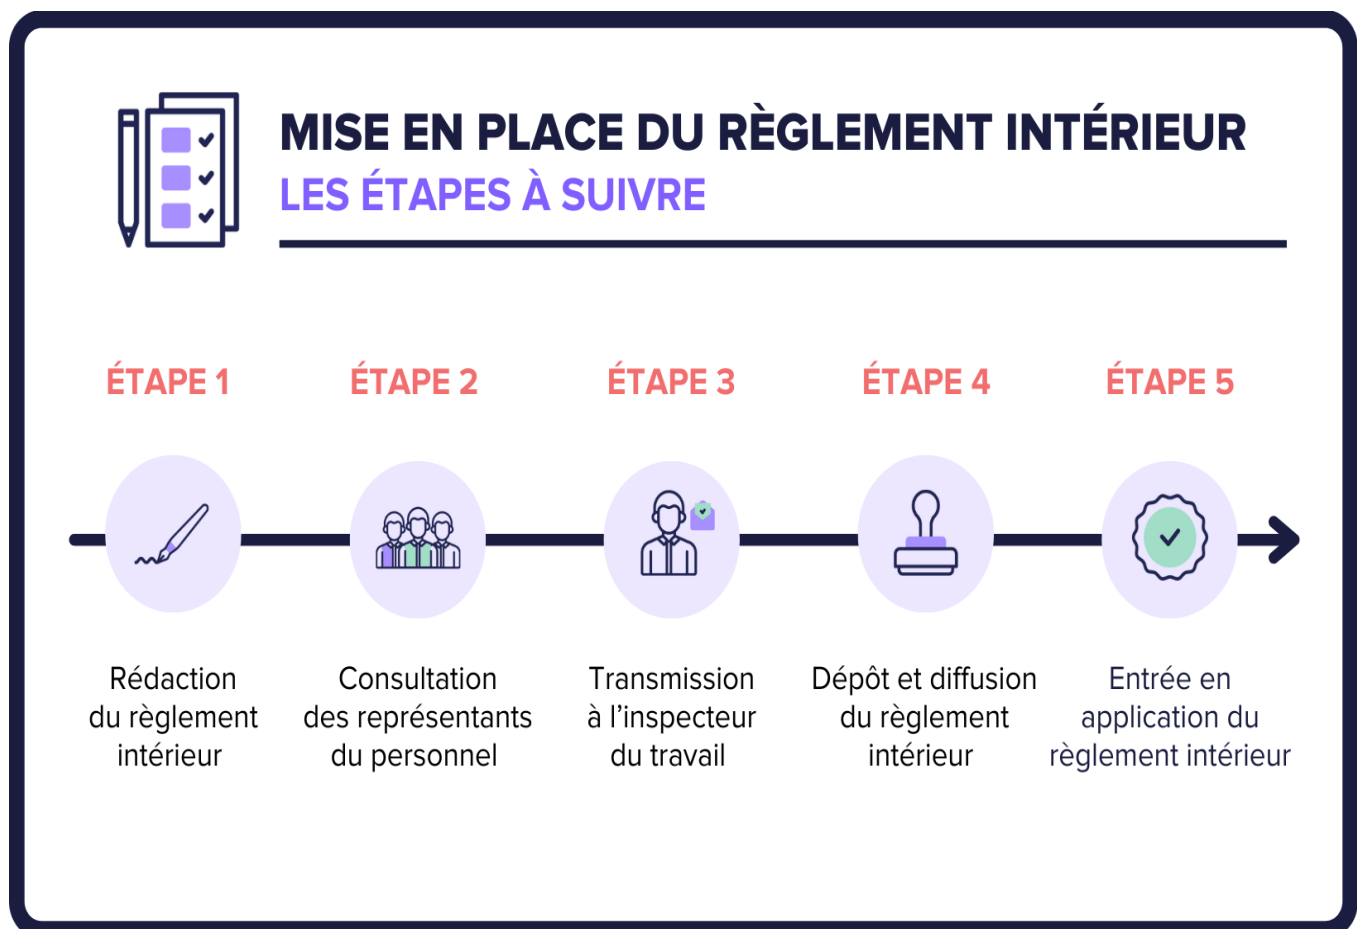 MISE EN PLACE DU RÈGLEMENT INTÉRIEUR
LES ÉTAPES À SUIVRE
ÉTAPE 1
Rédaction
du règlement
intérieur
ÉTAPE 2
Consultation
des représentants
du personnel
ÉTAPE 3
Transmission
à l’inspecteur
du travail
ÉTAPE 4
Dépôt et diffusion
du règlement
intérieur
ÉTAPE 5
Entrée en
application du
règlement intérieur